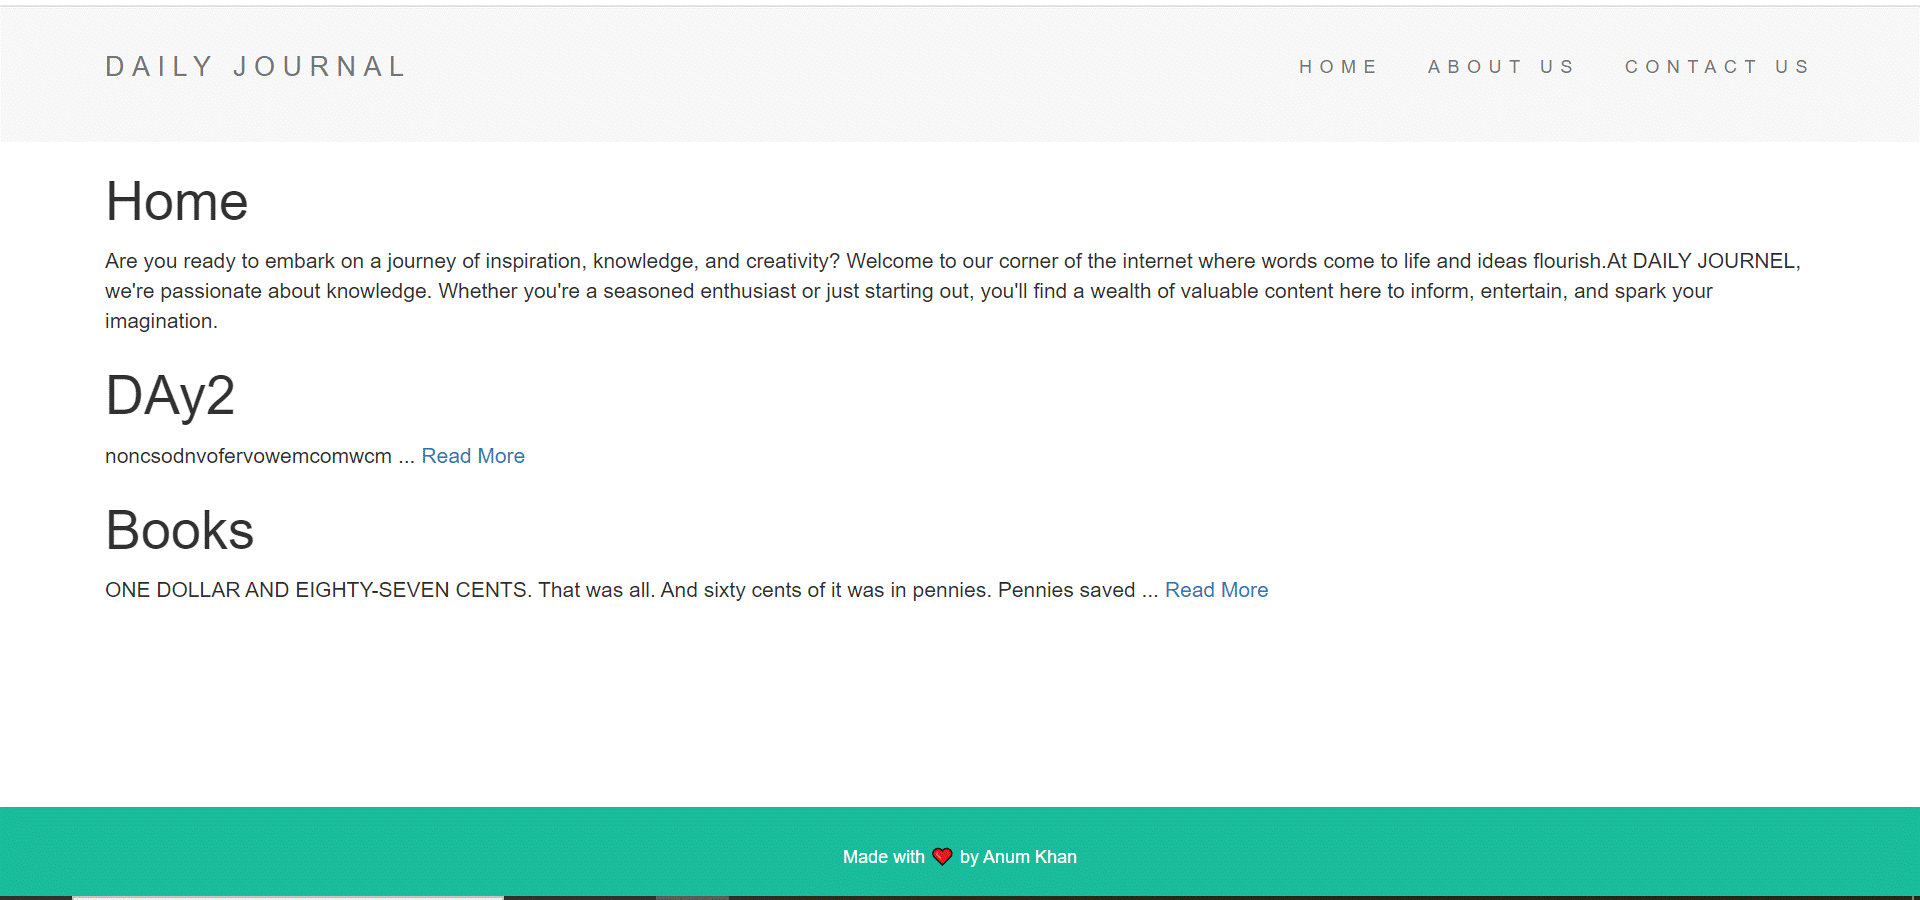 DAILY JOURNAL
HOME ABOUT US CONTACT US
Home
Are you ready to embark on a journey of inspiration, knowledge, and creativity? Welcome to our corner of the internet where words come to life and ideas flourish.At DAILY JOURNEL,
we're passionate about knowledge. Whether you're a seasoned enthusiast or just starting out, you'll find a wealth of valuable content here to inform, entertain, and spark your
imagination.
DAy2
noncsodnvofervowemcomwcm ... Read More
Books
ONE DOLLAR AND EIGHTY-SEVEN CENTS. That was all. And sixty cents of it was in pennies. Pennies saved ... Read More
Made with ❤ by Anum Khan